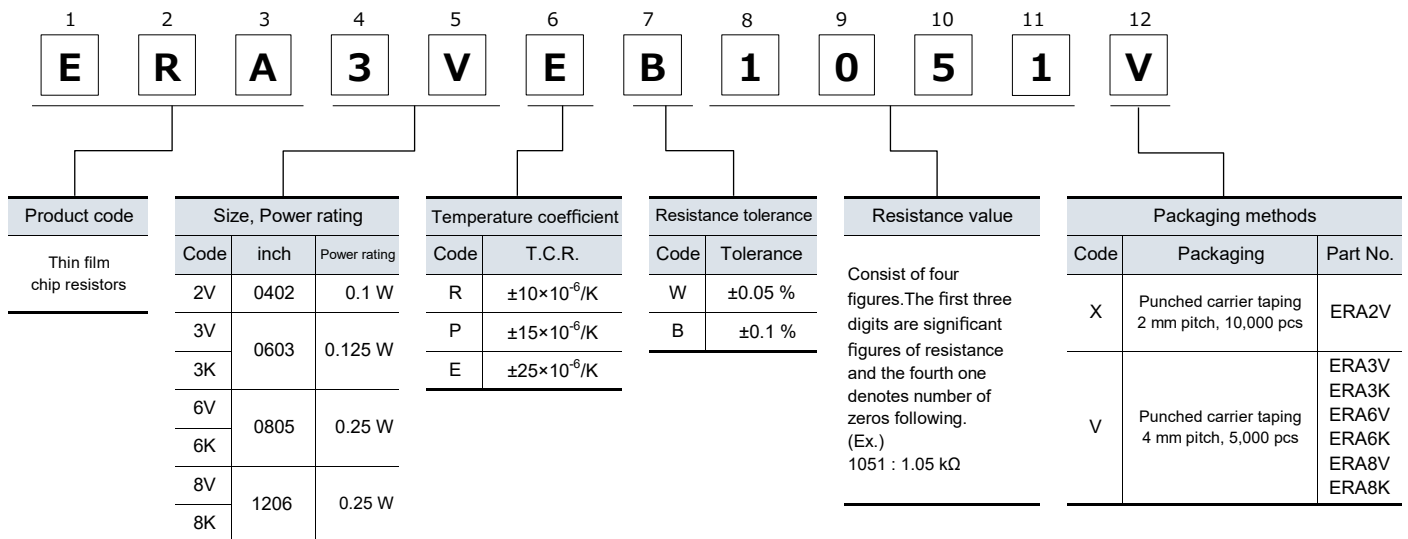 1 2 3 4 5 6 7 8 9 10 11 12
E R A 3 V E B 1 0 5 1 V
Product code
Thin film
chip resistors
Size, Power rating
Code inch Power rating
2V 0402 0.1 W
3V
0603 0.125 W
3K
6V
0805 0.25 W
6K
8V
1206 0.25 W
8K
Temperature coefficient
Code T.C.R.
R ±10×10⁻⁶/K
P ±15×10⁻⁶/K
E ±25×10⁻⁶/K
Resistance tolerance
Code Tolerance
W ±0.05 %
B ±0.1 %
Resistance value
Consist of four
figures.The first three
digits are significant
figures of resistance
and the fourth one
denotes number of
zeros following.
(Ex.)
1051 : 1.05 kΩ
Packaging methods
Code Packaging Part No.
X Punched carrier taping
2 mm pitch, 10,000 pcs
ERA2V
V Punched carrier taping
4 mm pitch, 5,000 pcs
ERA3V
ERA3K
ERA6V
ERA6K
ERA8V
ERA8K